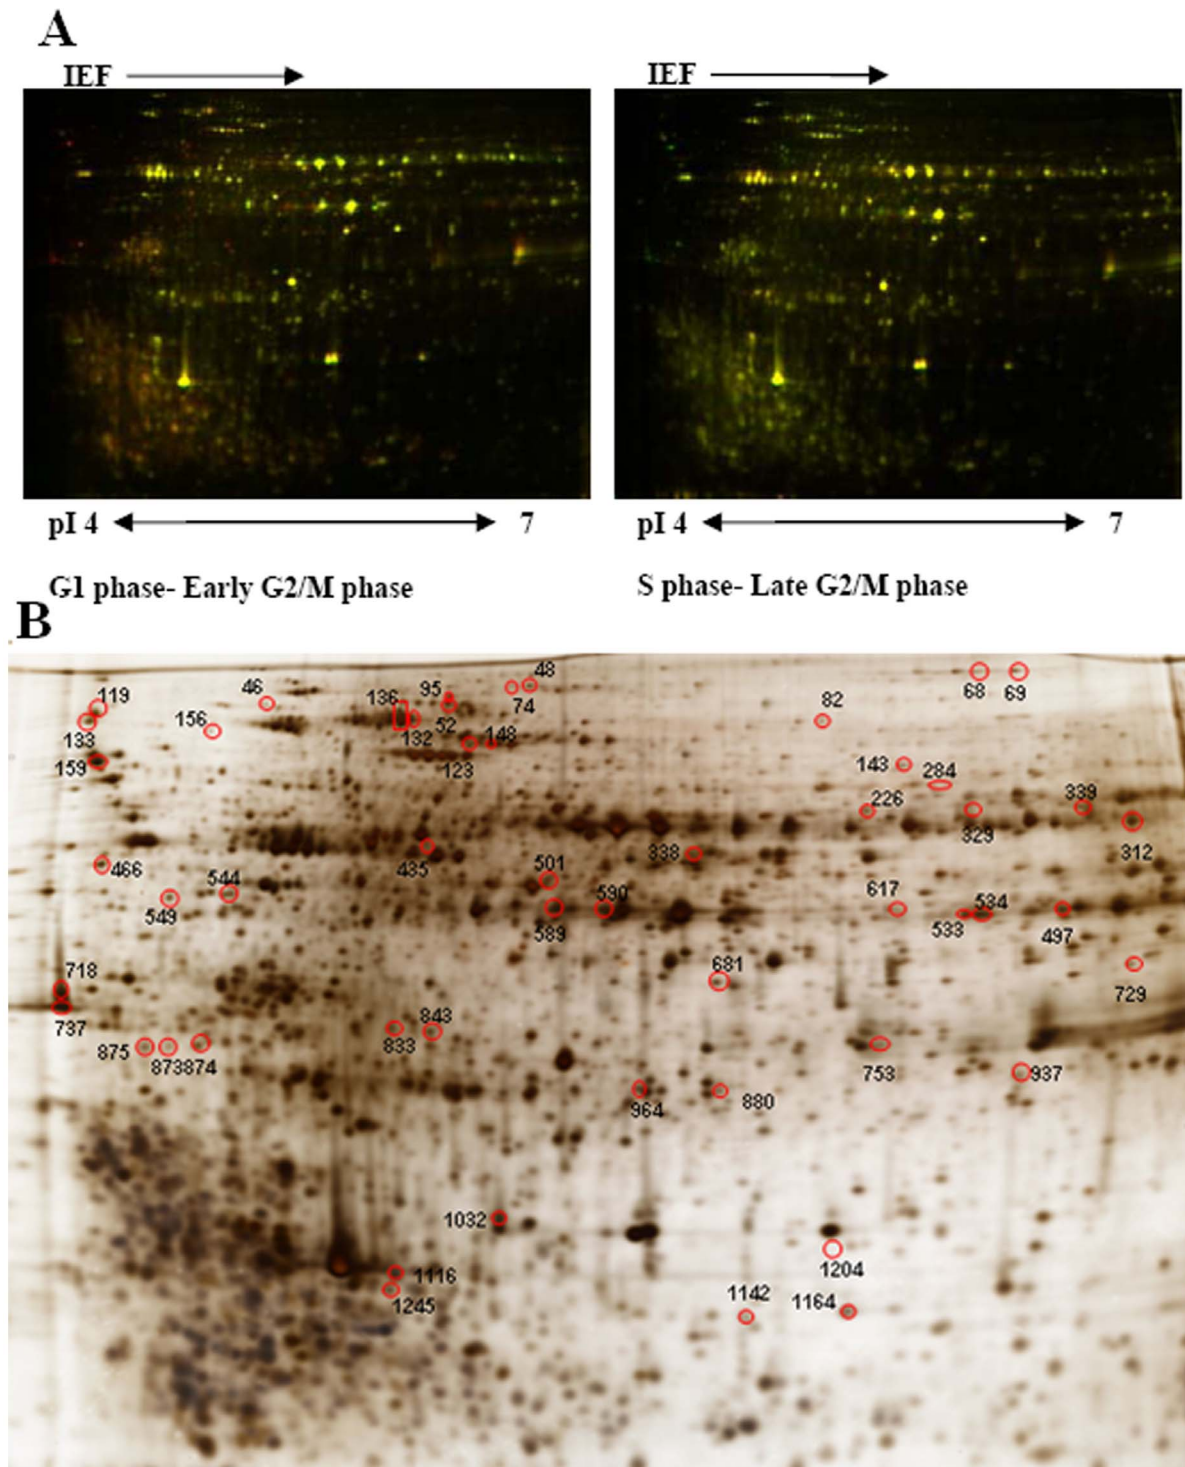 A
IEF IEF
pI 4 7 pI 4 7
G1 phase- Early G2/M phase S phase- Late G2/M phase
B
48
119 46 136 95 74 68 69
156 52 82
133 132 148
159 123 143 284
226 339
329
466 435 501 338 312
544 590 617 534
549 589 533 497
718 681
729
737 843
875 873 874 833 753 937
964 880
1032
1116 1204
1245 1142 1164